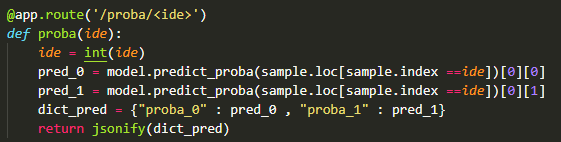 @app.route('/proba/<ide>')
def proba(ide):
    ide = int(ide)
    pred_0 = model.predict_proba(sample.loc[sample.index ==ide])[0][0]
    pred_1 = model.predict_proba(sample.loc[sample.index ==ide])[0][1]
    dict_pred = {"proba_0" : pred_0 , "proba_1" : pred_1}
    return jsonify(dict_pred)